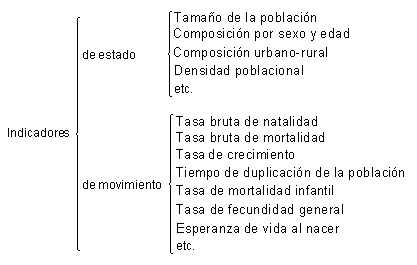 Indicadores
de estado
Tamaño de la población
Composición por sexo y edad
Composición urbano-rural
Densidad poblacional
etc.
de movimiento
Tasa bruta de natalidad
Tasa bruta de mortalidad
Tasa de crecimiento
Tiempo de duplicación de la población
Tasa de mortalidad infantil
Tasa de fecundidad general
Esperanza de vida al nacer
etc.